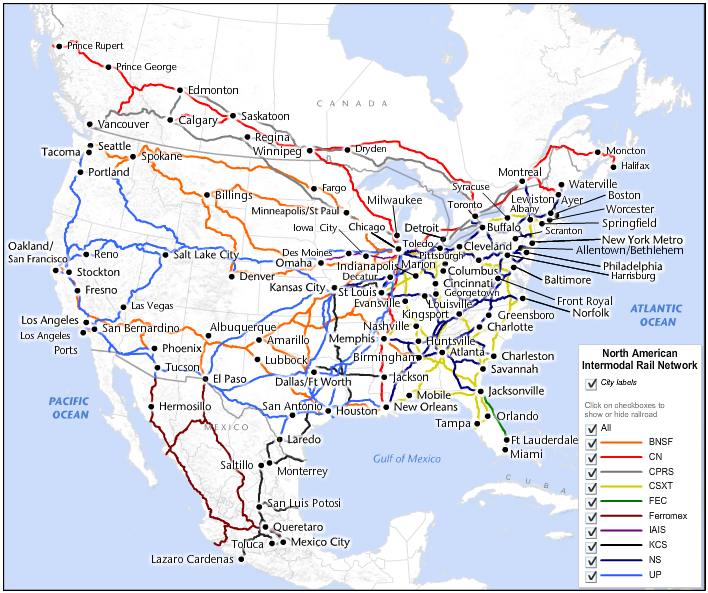 Prince Rupert
Prince George
Edmonton
CANADA
Calgary
Saskatoon
Vancouver
Regina
Seattle
Winnipeg
Dryden
Tacoma
Spokane
Montreal
Moncton
Halifax
Portland
Fargo
Syracuse
Waterville
Billings
Milwaukee
Toronto
Lewiston
Boston
Minneapolis/St Paul
Albany
Ayer
Worcester
Iowa City
Chicago
Detroit
Buffalo
Springfield
Scranton
Oakland/
San Francisco
Reno
Salt Lake City
Des Moines
Toledo
Cleveland
New York Metro
Omaha
Indianapolis
Pittsburgh
Allentown/Bethlehem
Marion
Philadelphia
Stockton
Denver
Decatur
Columbus
Harrisburg
Kansas City
St Louis
Cincinnati
Baltimore
Fresno
Georgetown
Las Vegas
Evansville
Louisville
Front Royal
Kingsport
Greensboro
Norfolk
ATLANTIC
OCEAN
Los Angeles
San Bernardino
Albuquerque
Nashville
Charlotte
Los Angeles
Ports
Amarillo
Memphis
Huntsville
Phoenix
Lubbock
Birmingham
Atlanta
Charleston
Tucson
Savannah
El Paso
Dallas/Ft Worth
Jackson
PACIFIC
OCEAN
Hermosillo
Mobile
Jacksonville
San Antonio
Houston
New Orleans
Orlando
MEXICO
Tampa
Laredo
Ft Lauderdale
Miami
Gulf of Mexico
Saltillo
Monterrey
CUBA
San Luis Potosi
Queretaro
Toluca
Mexico City
Lazaro Cardenas
North American
Intermodal Rail Network
City labels
Click on checkboxes to
show or hide railroad
All
BNSF
CN
CPRS
CSXT
FEC
Ferromex
IAIS
KCS
NS
UP